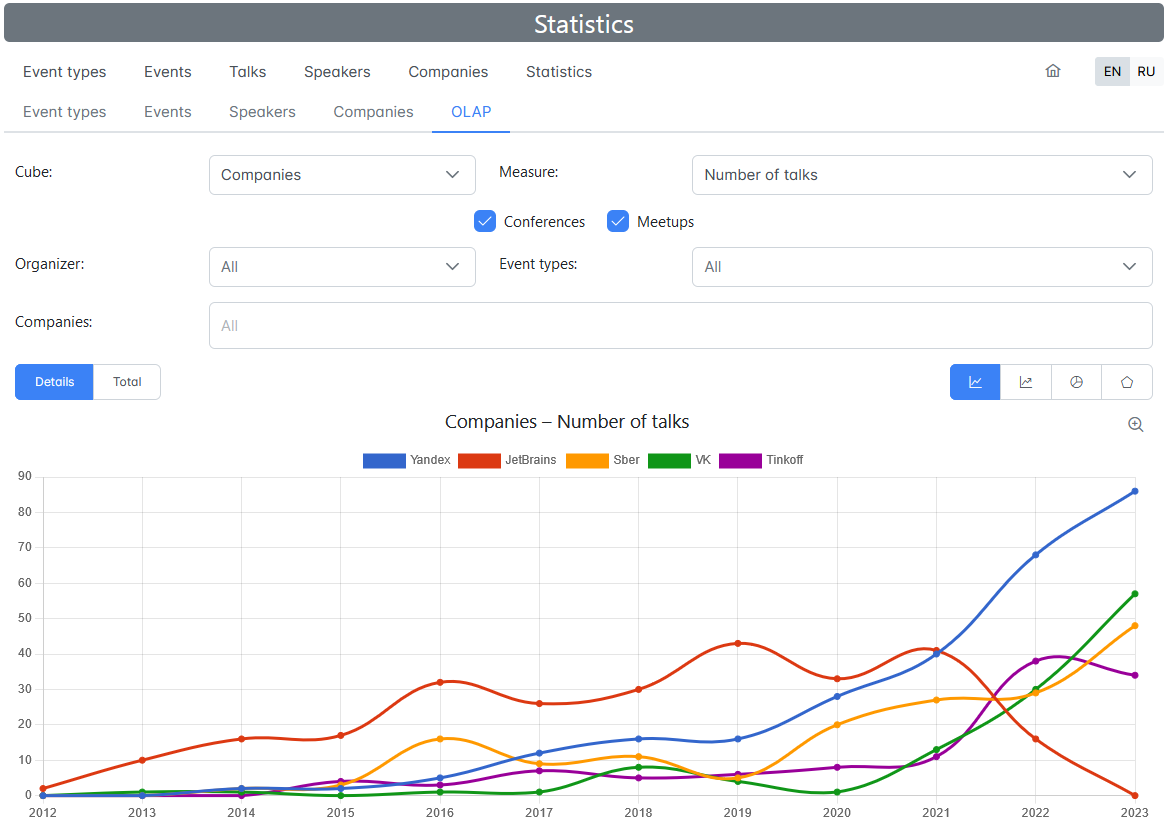 Statistics
Event types Events Talks Speakers Companies Statistics EN RU
Event types Events Speakers Companies OLAP
Cube: Companies Measure: Number of talks
Conferences Meetups
Organizer: All Event types: All
Companies: All
Details Total
Companies – Number of talks
Yandex JetBrains Sber VK Tinkoff
90
80
70
60
50
40
30
20
10
0
2012 2013 2014 2015 2016 2017 2018 2019 2020 2021 2022 2023